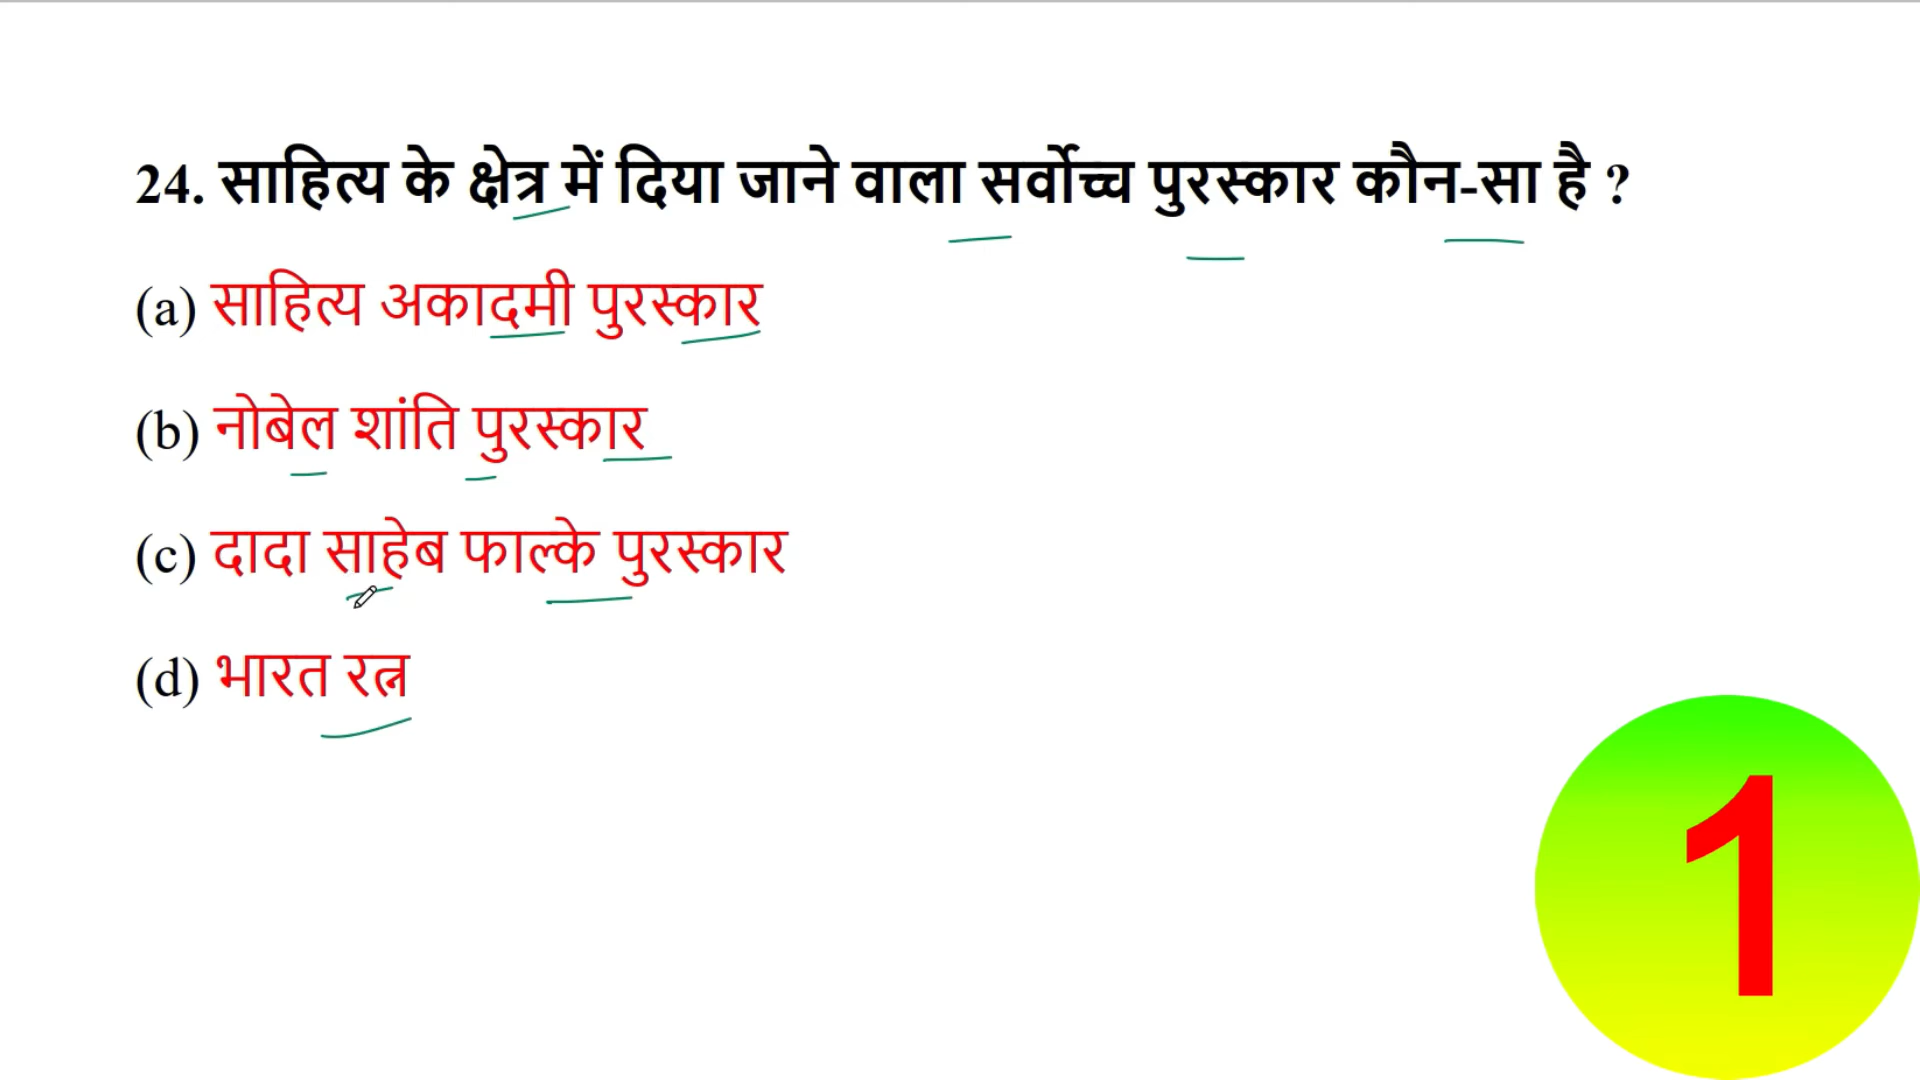 24. साहित्य के क्षेत्र में दिया जाने वाला सर्वोच्च पुरस्कार कौन-सा है ?
(a) साहित्य अकादमी पुरस्कार
(b) नोबेल शांति पुरस्कार
(c) दादा साहेब फाल्के पुरस्कार
(d) भारत रत्न
1